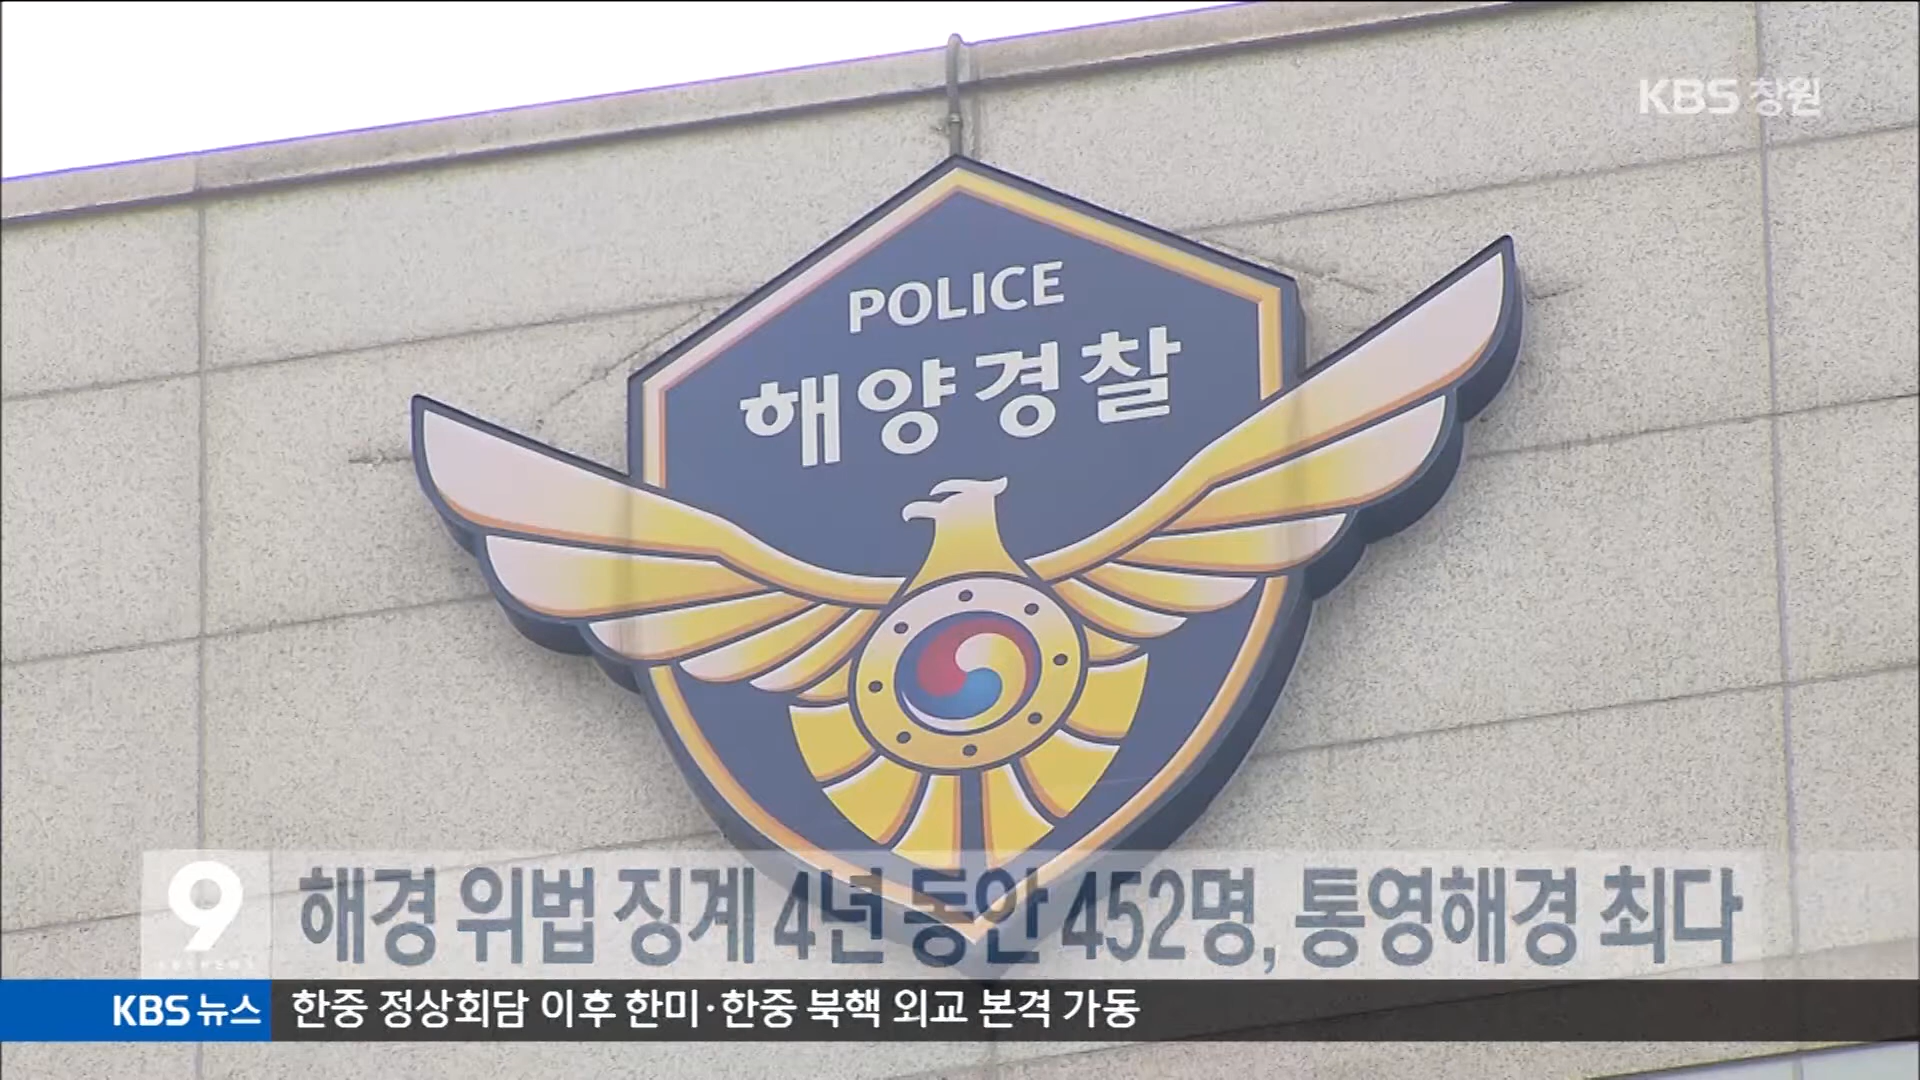 KBS 창원
POLICE
해양경찰
9
해경 위법 징계 4년 동안 452명, 통영해경 최다
KBS 뉴스
한중 정상회담 이후 한미·한중 북핵 외교 본격 가동